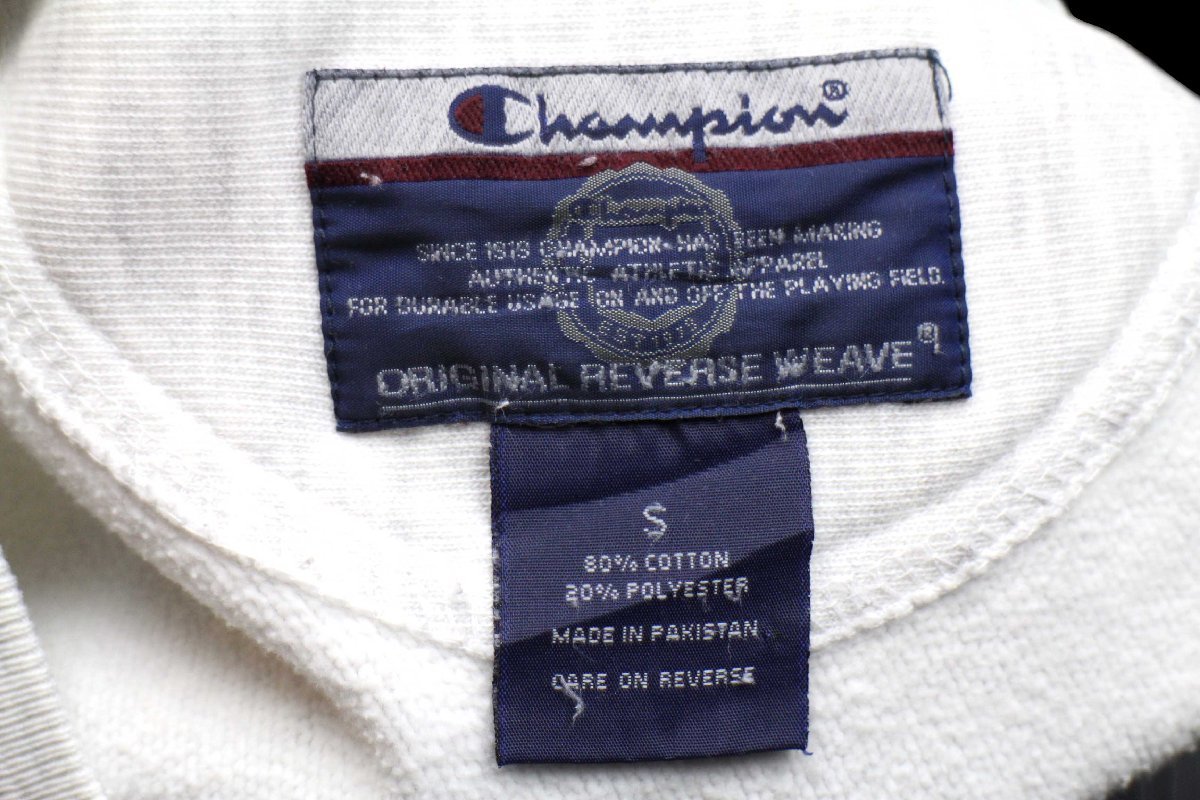 Champion®
Champion
SINCE 1919 CHAMPION HAS BEEN MAKING
AUTHENTIC ATHLETIC APPAREL
FOR DURABLE USAGE ON AND OFF THE PLAYING FIELD.
ORIGINAL REVERSE WEAVE®
S
80% COTTON
20% POLYESTER
MADE IN PAKISTAN
CARE ON REVERSE